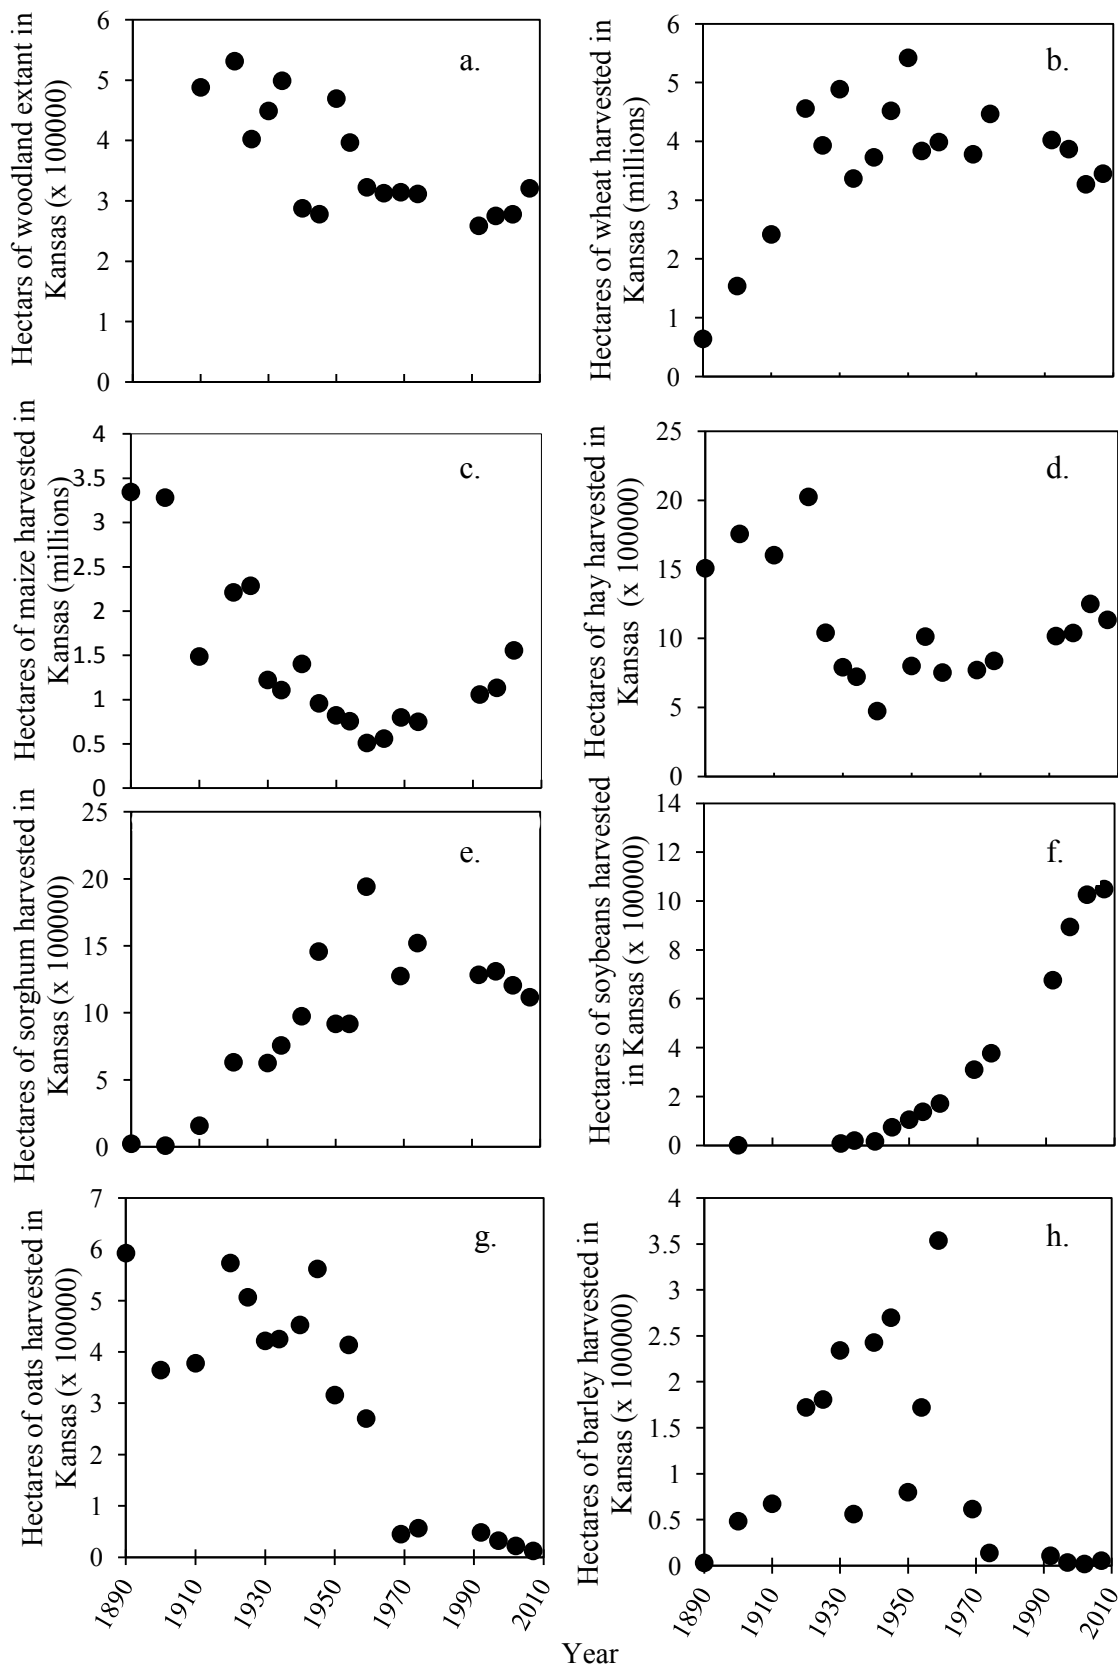 Hectars of woodland extant in
Kansas (x 100000)
6
5
4
3
2
1
0
a.
Hectares of wheat harvested in
Kansas (millions)
6
5
4
3
2
1
0
b.
Hectares of maize harvested in
Kansas (millions)
4
3.5
3
2.5
2
1.5
1
0.5
0
c.
Hectares of hay harvested in
Kansas (x 100000)
25
20
15
10
5
0
d.
Hectares of sorghum harvested in
Kansas (x 100000)
25
20
15
10
5
0
e.
Hectares of soybeans harvested
in Kansas (x 100000)
14
12
10
8
6
4
2
0
f.
Hectares of oats harvested in
Kansas (x 100000)
7
6
5
4
3
2
1
0
g.
1890
1910
1930
1950
1970
1990
2010
Hectares of barley harvested in
Kansas (x 100000)
4
3.5
3
2.5
2
1.5
1
0.5
0
h.
1890
1910
1930
1950
1970
1990
2010
Year